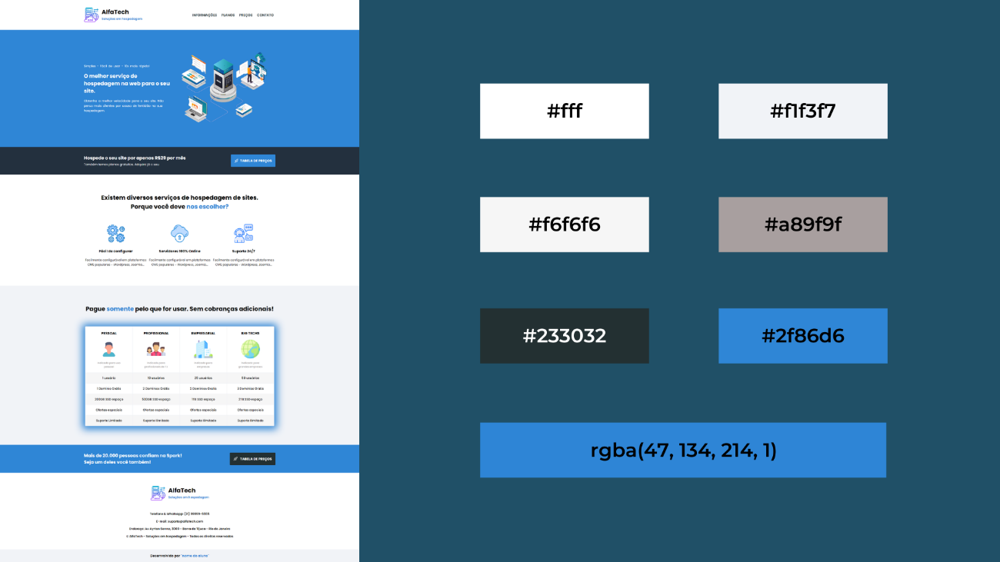 AlfaTech
Soluções em hospedagem
INFORMAÇÕES PLANOS PREÇOS CONTATO
Simples - Fácil de usar - 10x mais rápido
O melhor serviço de
hospedagem na web para o seu
site.
Obtenha a melhor velocidade para o seu site. Não
perca mais clientes por causa de lentidão na sua
hospedagem
Hospede o seu site por apenas R$29 por mês
Também temos planos gratuitos. Adquira já o seu.
TABELA DE PREÇOS
Existem diversos serviços de hospedagem de sites.
Porque você deve nos escolher?
Fácil de configurar
Facilmente configurável em plataformas
CMS populares - Wordpress, Joomla...
Servidores 100% Online
Facilmente configurável em plataformas
CMS populares - Wordpress, Joomla...
Suporte 24/7
Facilmente configurável em plataformas
CMS populares - Wordpress, Joomla...
Pague somente pelo que for usar. Sem cobranças adicionais!
PESSOAL PROFISSIONAL EMPRESARIAL BIG TECHS
1 usuário 10 usuários 25 usuários 50 usuários
1 Domínio Grátis 2 Domínios Grátis 2 Domínios Grátis 3 Domínios Grátis
300GB SSD espaço 500GB SSD espaço 1TB SSD espaço 2TB SSD espaço
Ofertas especiais Ofertas especiais Ofertas especiais Ofertas especiais
Suporte Limitado Suporte Ilimitado Suporte Ilimitado Suporte Ilimitado
Mais de 20.000 pessoas confiam na Spark!
Seja um deles você também!
TABELA DE PREÇOS
AlfaTech
Soluções em hospedagem
Telefone & Whatsapp: (21) 99999-5555
E-mail: suporte@alfatech.com
Endereço: Av Ayrton Senna, 3000 - Barra da Tijuca - Rio de Janeiro
© AlfaTech - Soluções em hospedagem - Todos os direitos reservados
Desenvolvido por "nome do aluno"
#fff
#f1f3f7
#f6f6f6
#a89f9f
#233032
#2f86d6
rgba(47, 134, 214, 1)